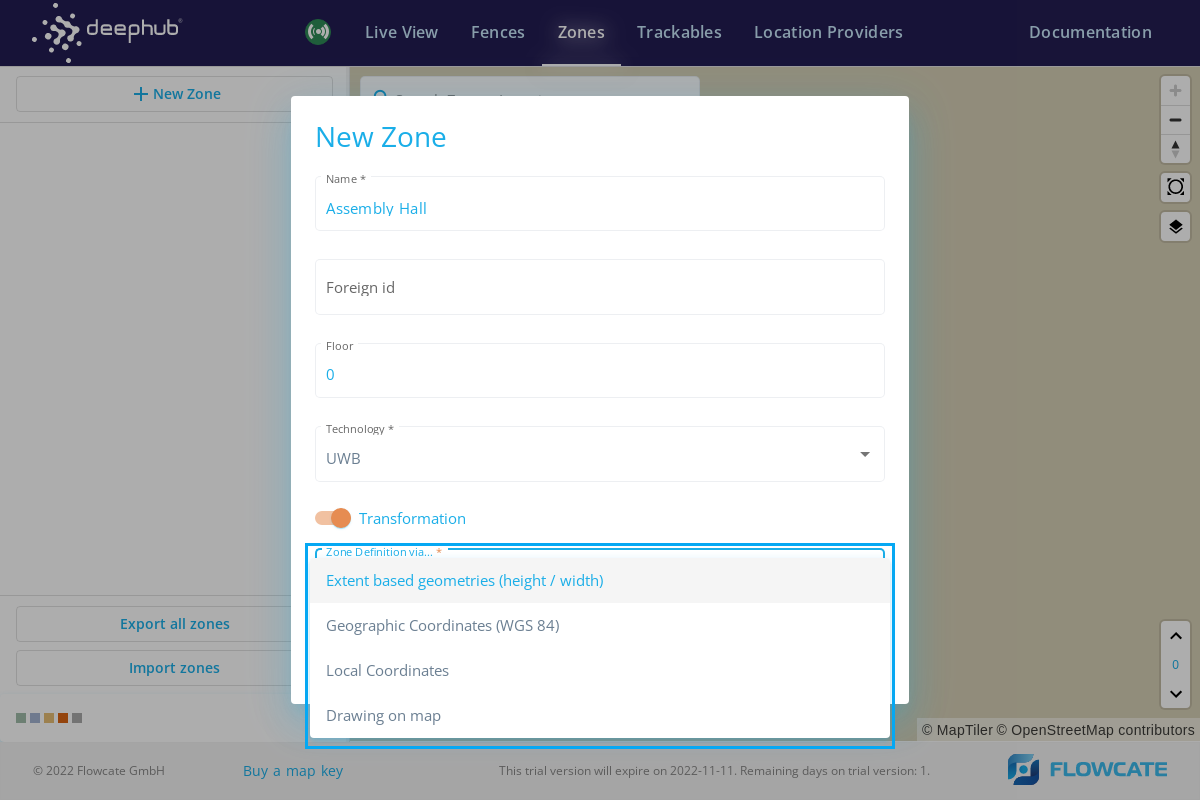 deephub
Live View
Fences
Zones
Trackables
Location Providers
Documentation
New Zone
New Zone
Name *
Assembly Hall
Foreign id
Floor
0
Technology *
UWB
Transformation
Zone Definition via... *
Extent based geometries (height / width)
Geographic Coordinates (WGS 84)
Local Coordinates
Drawing on map
Export all zones
Import zones
0
© MapTiler © OpenStreetMap contributors
© 2022 Flowcate GmbH
Buy a map key
This trial version will expire on 2022-11-11. Remaining days on trial version: 1.
FLOWCATE